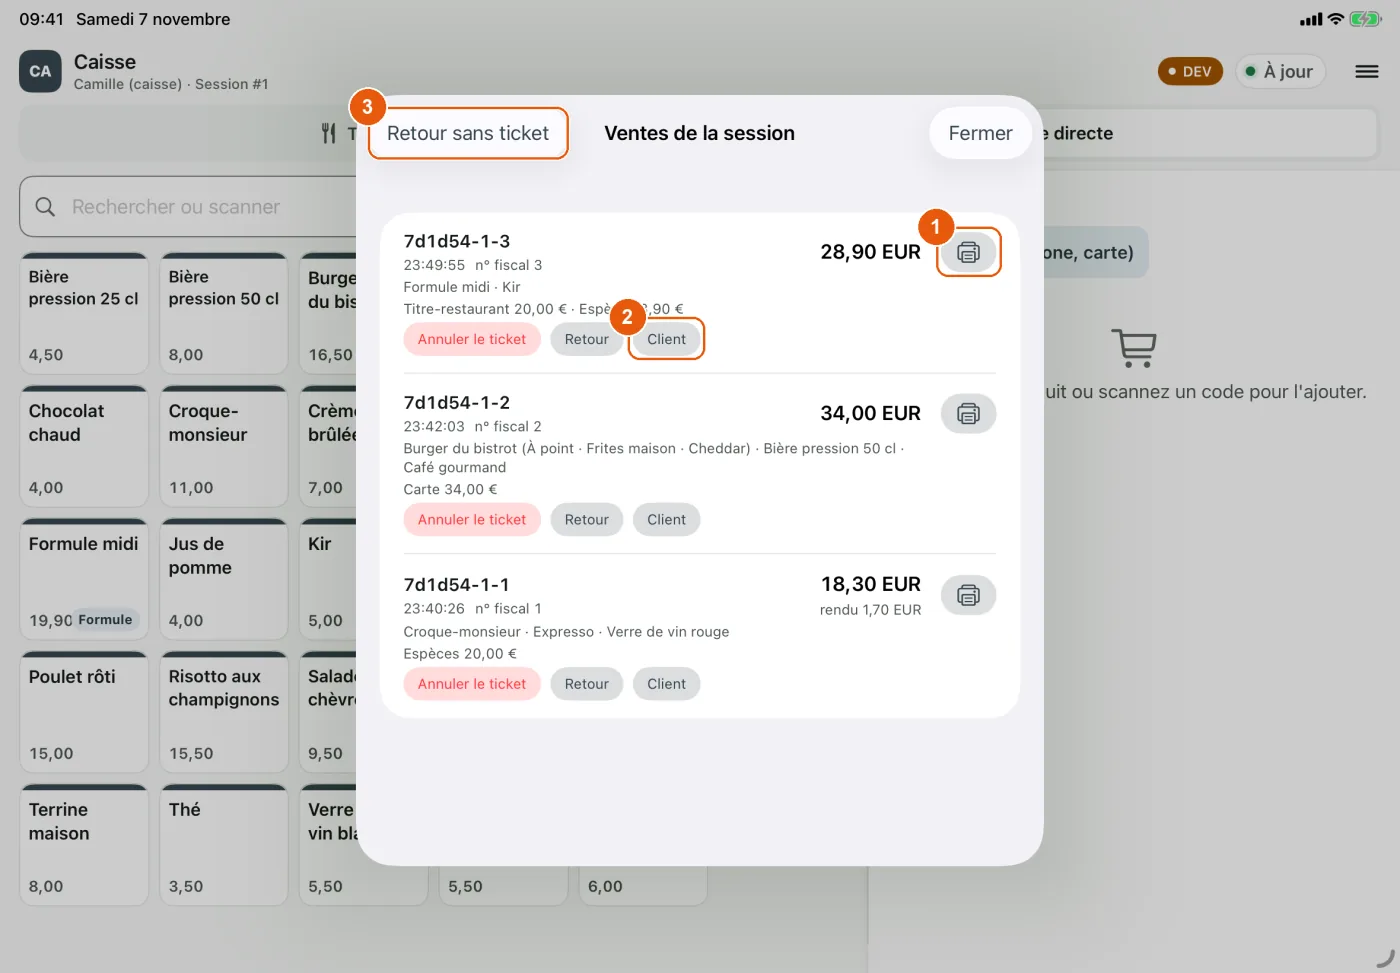 09:41 Samedi 7 novembre
CA
Caisse
Camille (caisse) · Session #1
DEV
À jour
3
Retour sans ticket
Ventes de la session
Fermer
T
e directe
Rechercher ou scanner
Bière
pression 25 cl
4,50
Bière
pression 50 cl
8,00
Burge
du bis
16,50
Chocolat
chaud
4,00
Croque-
monsieur
11,00
Crème
brûlée
7,00
Formule midi
19,90 Formule
Jus de
pomme
4,00
Kir
5,00
Poulet rôti
15,00
Risotto aux
champignons
15,50
Salade
chèvre
9,50
Terrine
maison
8,00
Thé
3,50
Verre
vin bla
5,50
5,50
6,00
7d1d54-1-3
23:49:55 n° fiscal 3
Formule midi · Kir
Titre-restaurant 20,00 € · Espè ,90 €
28,90 EUR
1
2
Annuler le ticket
Retour
Client
7d1d54-1-2
23:42:03 n° fiscal 2
Burger du bistrot (À point · Frites maison · Cheddar) · Bière pression 50 cl ·
Café gourmand
Carte 34,00 €
34,00 EUR
Annuler le ticket
Retour
Client
7d1d54-1-1
23:40:26 n° fiscal 1
Croque-monsieur · Expresso · Verre de vin rouge
Espèces 20,00 €
18,30 EUR
rendu 1,70 EUR
Annuler le ticket
Retour
Client
one, carte)
uit ou scannez un code pour l'ajouter.